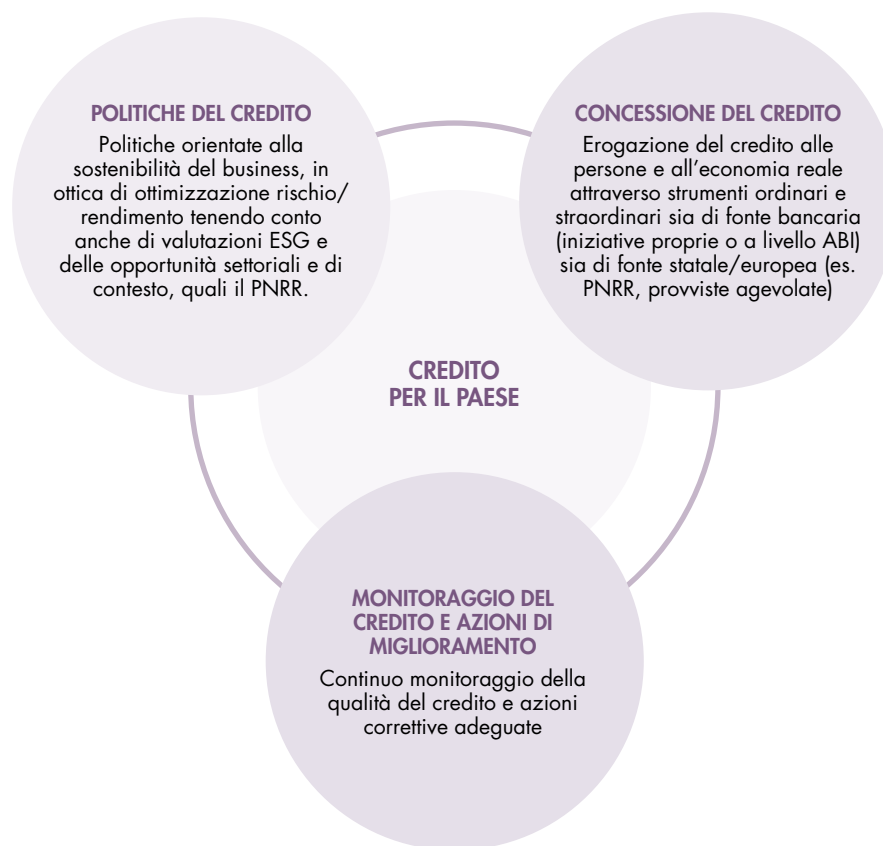 POLITICHE DEL CREDITO
Politiche orientate alla
sostenibilità del business, in
ottica di ottimizzazione rischio/
rendimento tenendo conto
anche di valutazioni ESG e
delle opportunità settoriali e di
contesto, quali il PNRR.
CONCESSIONE DEL CREDITO
Erogazione del credito alle
persone e all’economia reale
attraverso strumenti ordinari e
straordinari sia di fonte bancaria
(iniziative proprie o a livello ABI)
sia di fonte statale/europea (es.
PNRR, provviste agevolate)
CREDITO
PER IL PAESE
MONITORAGGIO DEL
CREDITO E AZIONI DI
MIGLIORAMENTO
Continuo monitoraggio della
qualità del credito e azioni
correttive adeguate